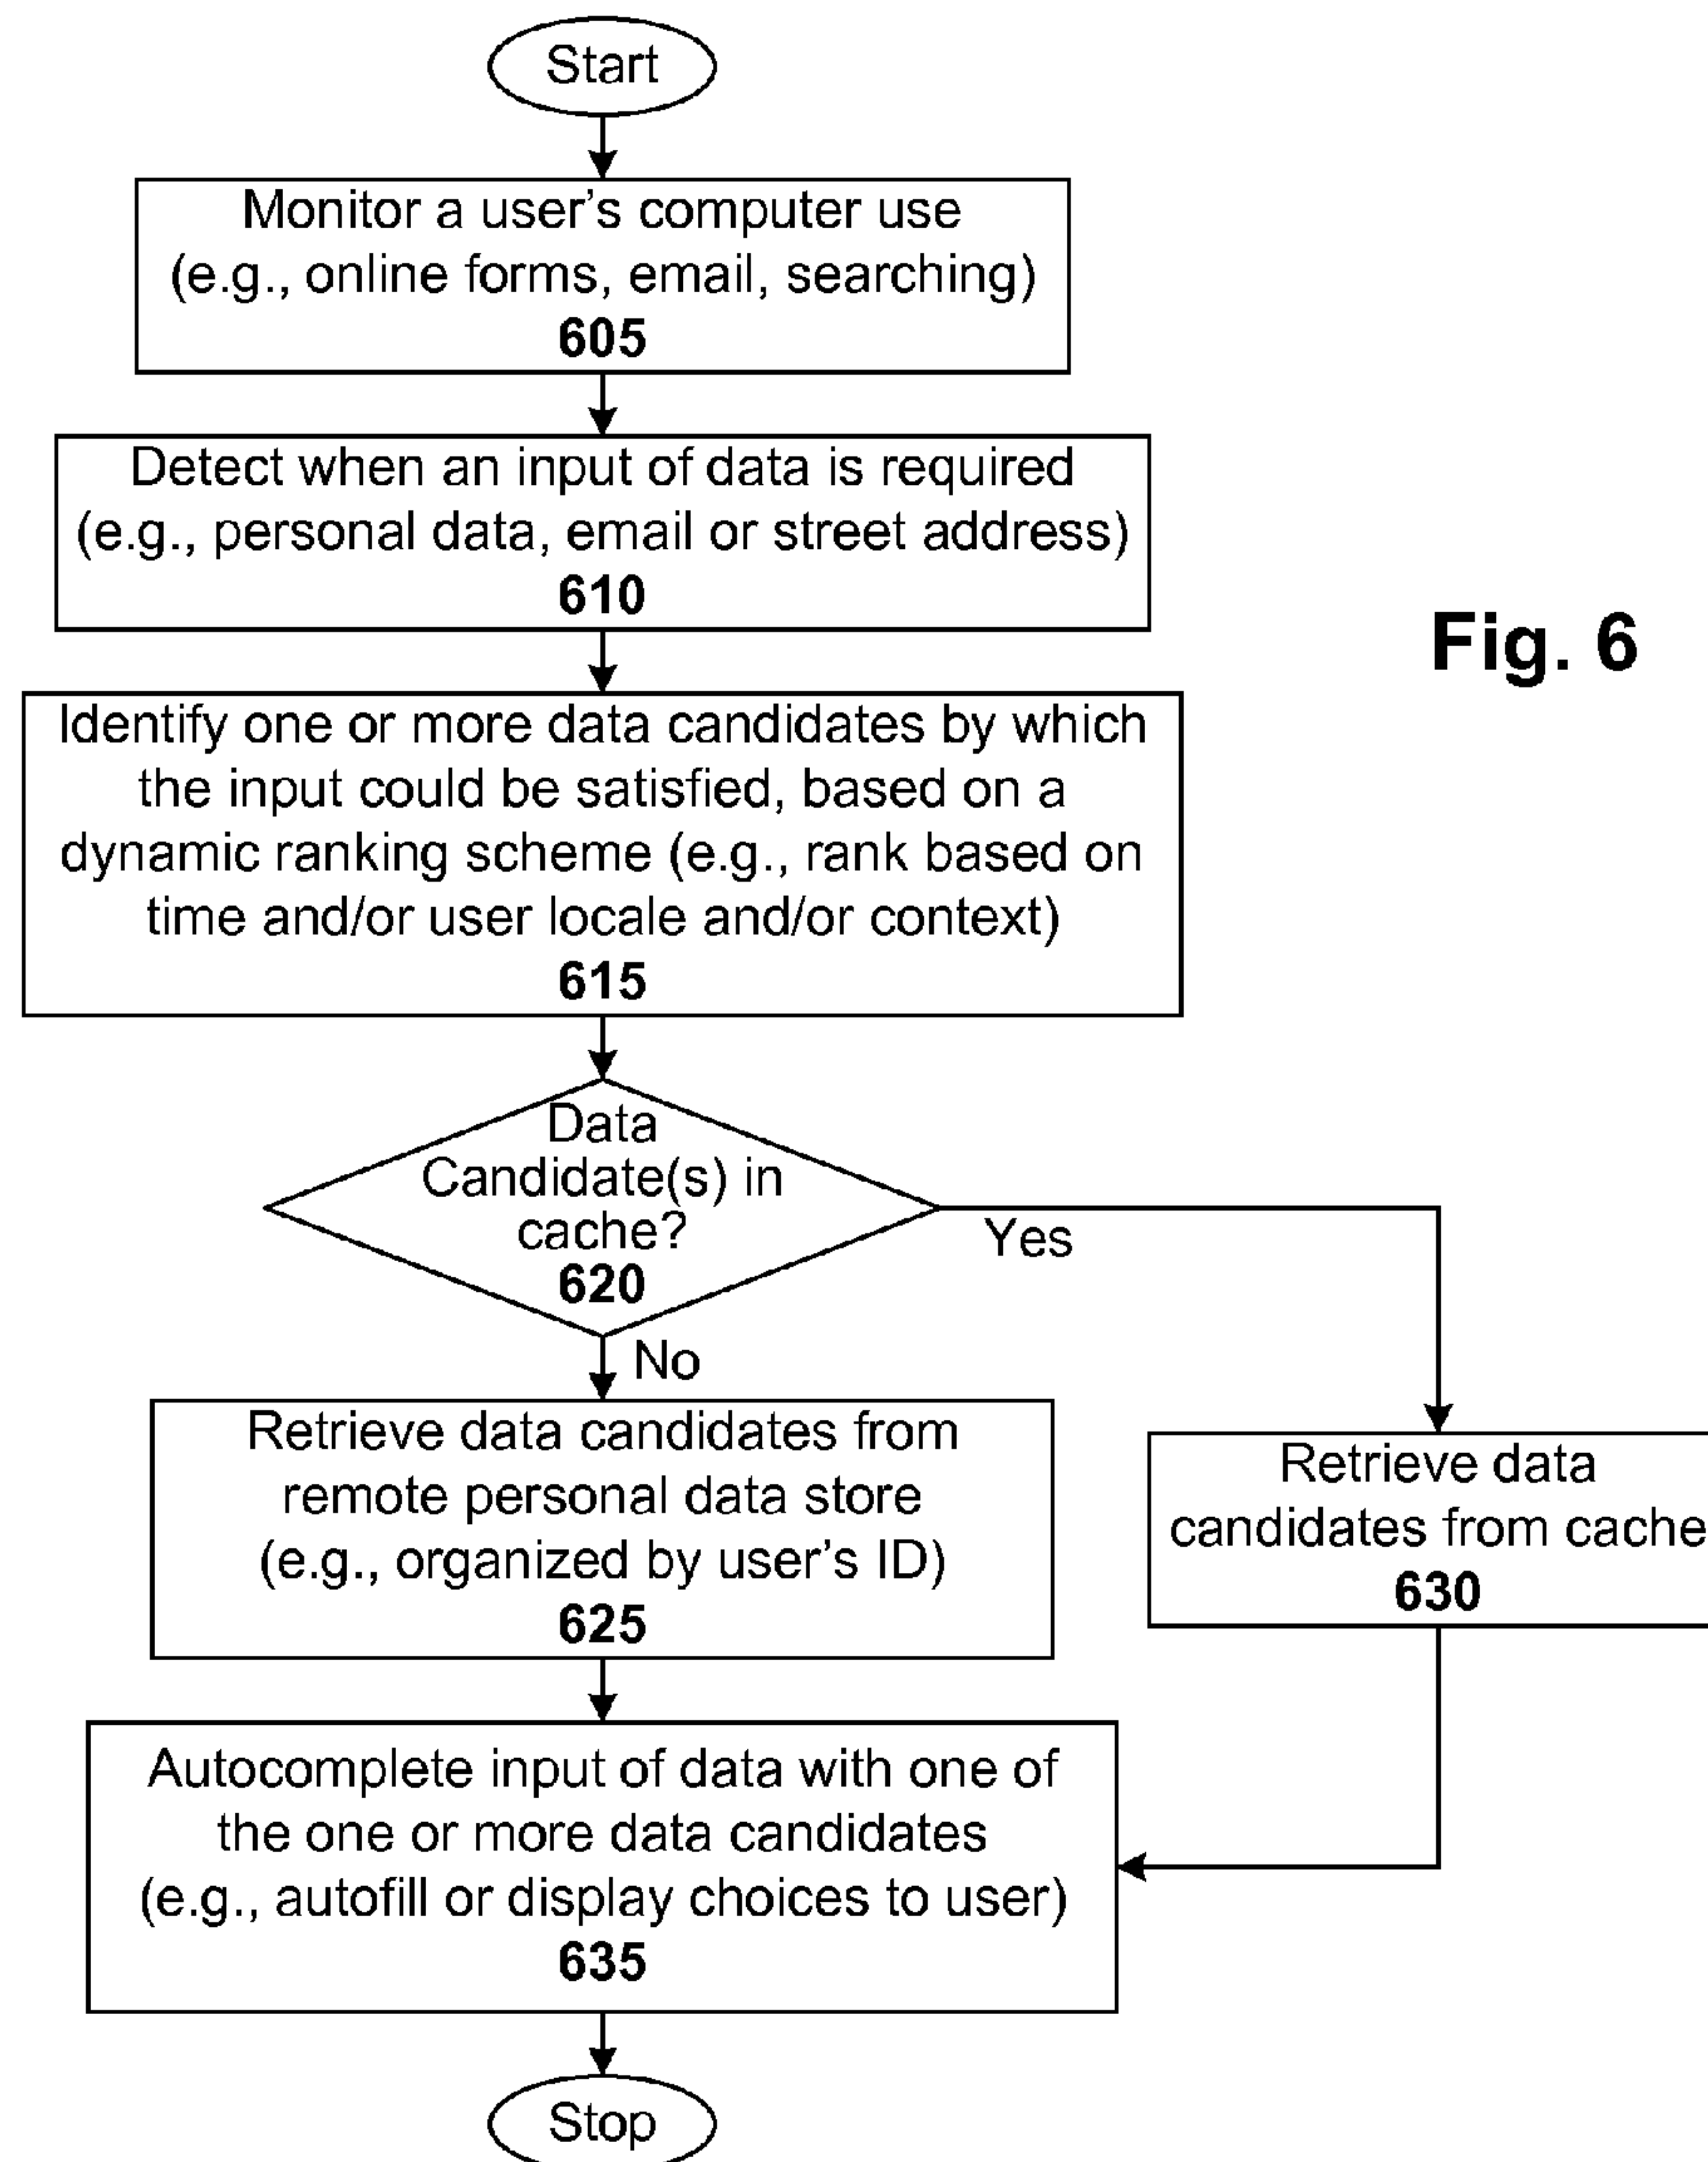 Start
Monitor a user's computer use
(e.g., online forms, email, searching)
605
Detect when an input of data is required
(e.g., personal data, email or street address)
610
Fig. 6
Identify one or more data candidates by which
the input could be satisfied, based on a
dynamic ranking scheme (e.g., rank based on
time and/or user locale and/or context)
615
Data
Candidate(s) in
cache?
620
Yes
No
Retrieve data candidates from
remote personal data store
(e.g., organized by user's ID)
625
Retrieve data
candidates from cache
630
Autocomplete input of data with one of
the one or more data candidates
(e.g., autofill or display choices to user)
635
Stop